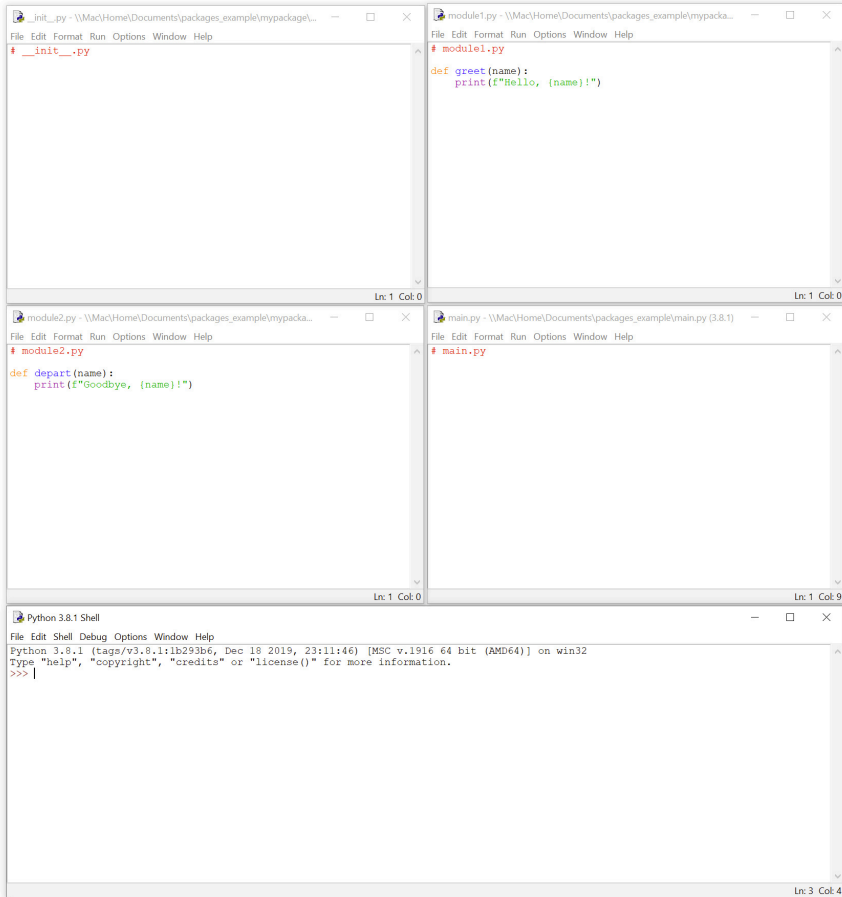 __init__.py - \\Mac\Home\Documents\packages_example\mypackage\...
File Edit Format Run Options Window Help
# __init__.py
Ln: 1 Col: 0
module1.py - \\Mac\Home\Documents\packages_example\mypacka...
File Edit Format Run Options Window Help
# module1.py
def greet(name):
    print(f"Hello, {name}!")
Ln: 1 Col: 0
module2.py - \\Mac\Home\Documents\packages_example\mypacka...
File Edit Format Run Options Window Help
# module2.py
def depart(name):
    print(f"Goodbye, {name}!")
Ln: 1 Col: 0
main.py - \\Mac\Home\Documents\packages_example\main.py (3.8.1)
File Edit Format Run Options Window Help
# main.py
Ln: 1 Col: 9
Python 3.8.1 Shell
File Edit Shell Debug Options Window Help
Python 3.8.1 (tags/v3.8.1:1b293b6, Dec 18 2019, 23:11:46) [MSC v.1916 64 bit (AMD64)] on win32
Type "help", "copyright", "credits" or "license()" for more information.
>>>
Ln: 3 Col: 4